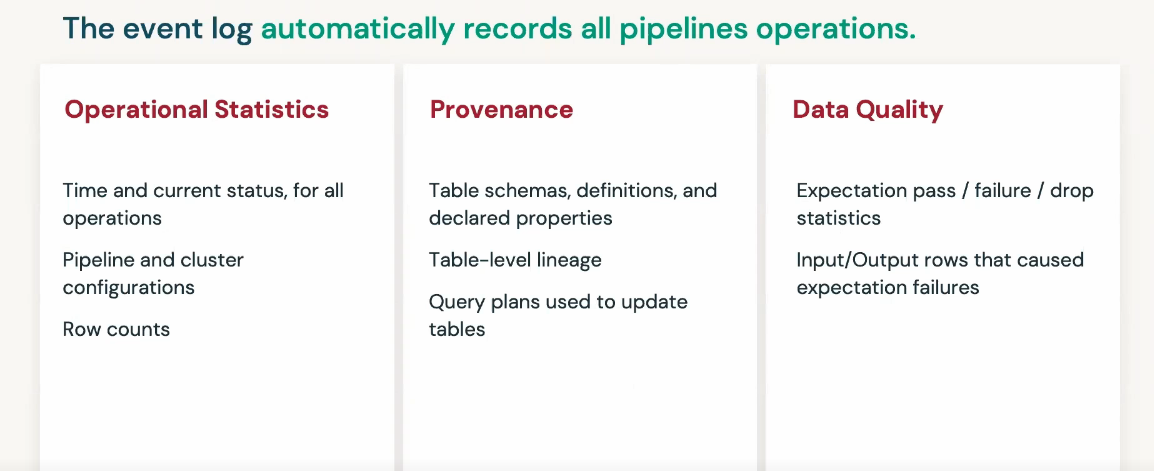 The event log automatically records all pipelines operations.
Operational Statistics
Time and current status, for all
operations
Pipeline and cluster
configurations
Row counts
Provenance
Table schemas, definitions, and
declared properties
Table-level lineage
Query plans used to update
tables
Data Quality
Expectation pass / failure / drop
statistics
Input/Output rows that caused
expectation failures